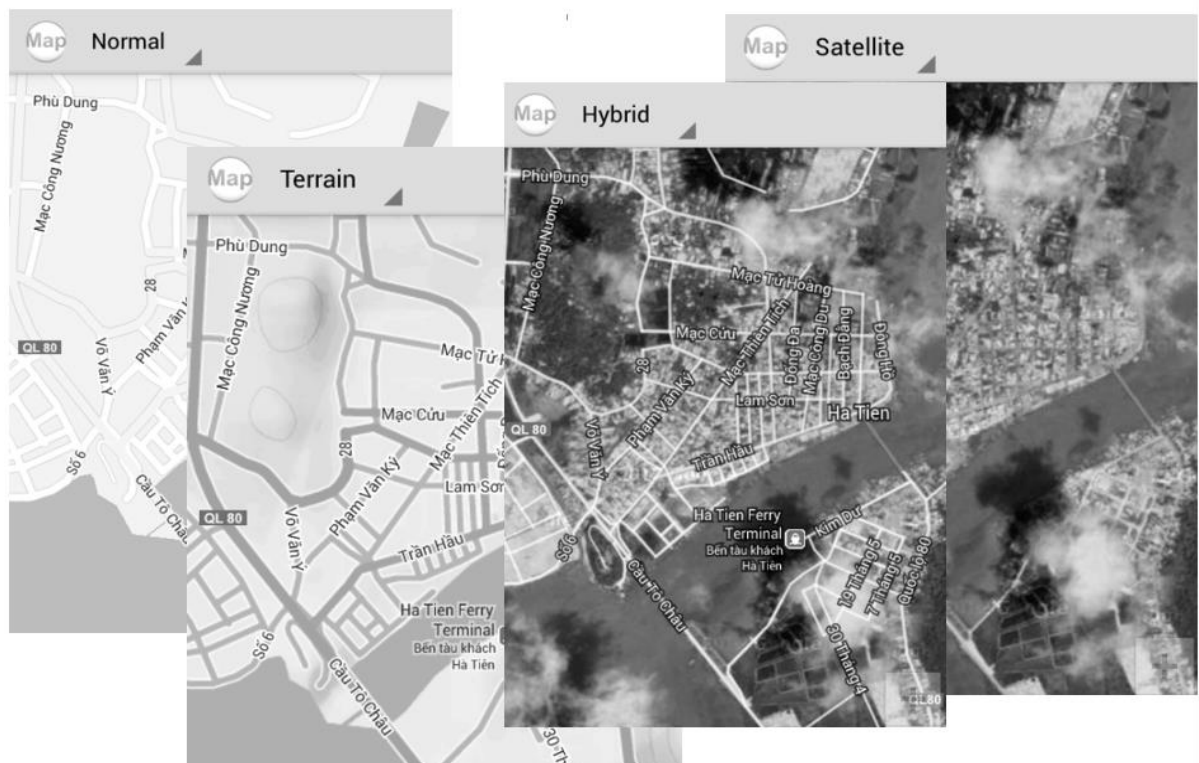 Map Normal
Phù Dung
Mạc Công Nương
28
Phạm Văn
QL 80
Võ Văn Ý
Số 6
Cầu Tô Châu
Map Terrain
Phù Dung
Mạc Công Nương
Mạc Tử
Mạc Cửu
Mạc Thiên Tích
28
Phạm Văn Ký
Lam Sơn
QL 80
Võ Văn Ý
Trần Hầu
Ha Tien Ferry
Terminal
Bến tàu khách
Hà Tiên
Số 6
Cầu Tô Châu
30 Th
Map Hybrid
Phù Dung
Mạc Công Nương
Mạc Tử Hoàng
Mạc Cửu
Mạc Thiên Tích
Đống Đa
Mạc Công Du
Bạch Đằng
Đông Hồ
28
Phạm Văn Ký
Lam Sơn
Ha Tien
QL 80
Võ Văn Ý
Trần Hầu
Ha Tien Ferry
Terminal
Bến tàu khách
Hà Tiên
Kim Dự
Số 6
Cầu Tô Châu
19 Tháng 5
7 Tháng 5
Quốc lộ 80
30 Tháng 4
QL80
Map Satellite